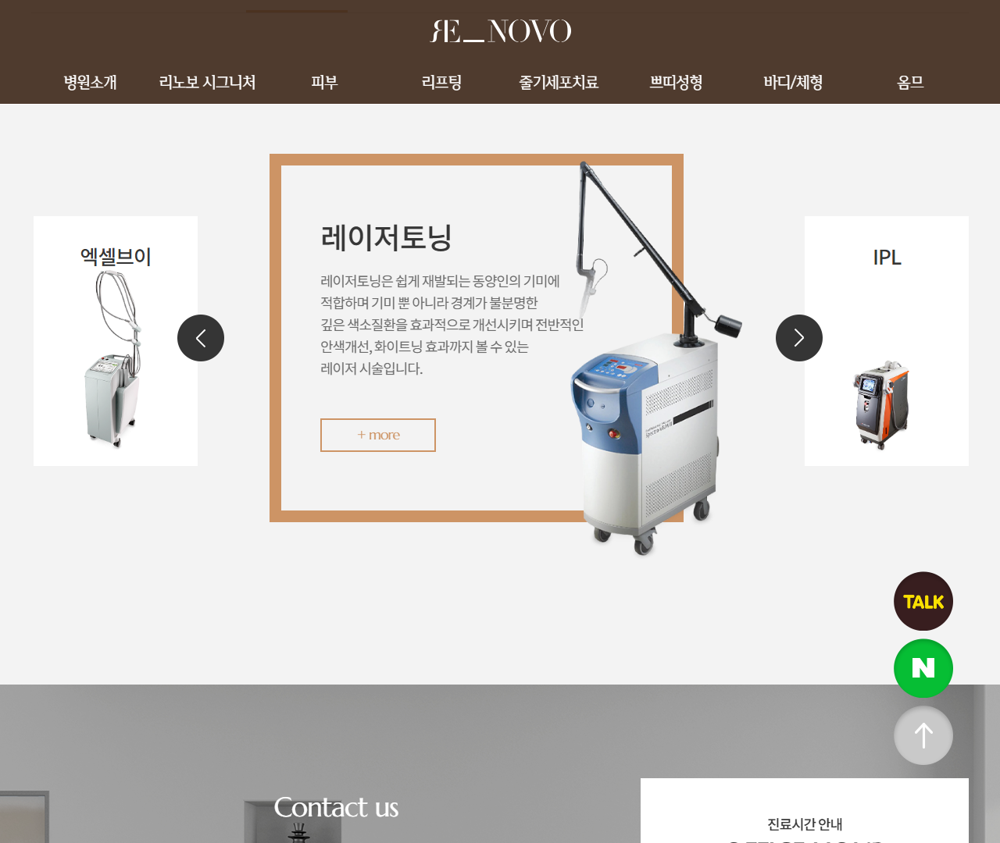 RE_NOVO
병원소개 리노보 시그니처 피부 리프팅 줄기세포치료 쁘띠성형 바디/체형 옴므
엑셀브이
레이저토닝
레이저토닝은 쉽게 재발되는 동양인의 기미에
적합하며 기미 뿐 아니라 경계가 불분명한
깊은 색소질환을 효과적으로 개선시키며 전반적인
안색개선, 화이트닝 효과까지 볼 수 있는
레이저 시술입니다.
+ more
IPL
TALK
N
Contact us
진료시간 안내